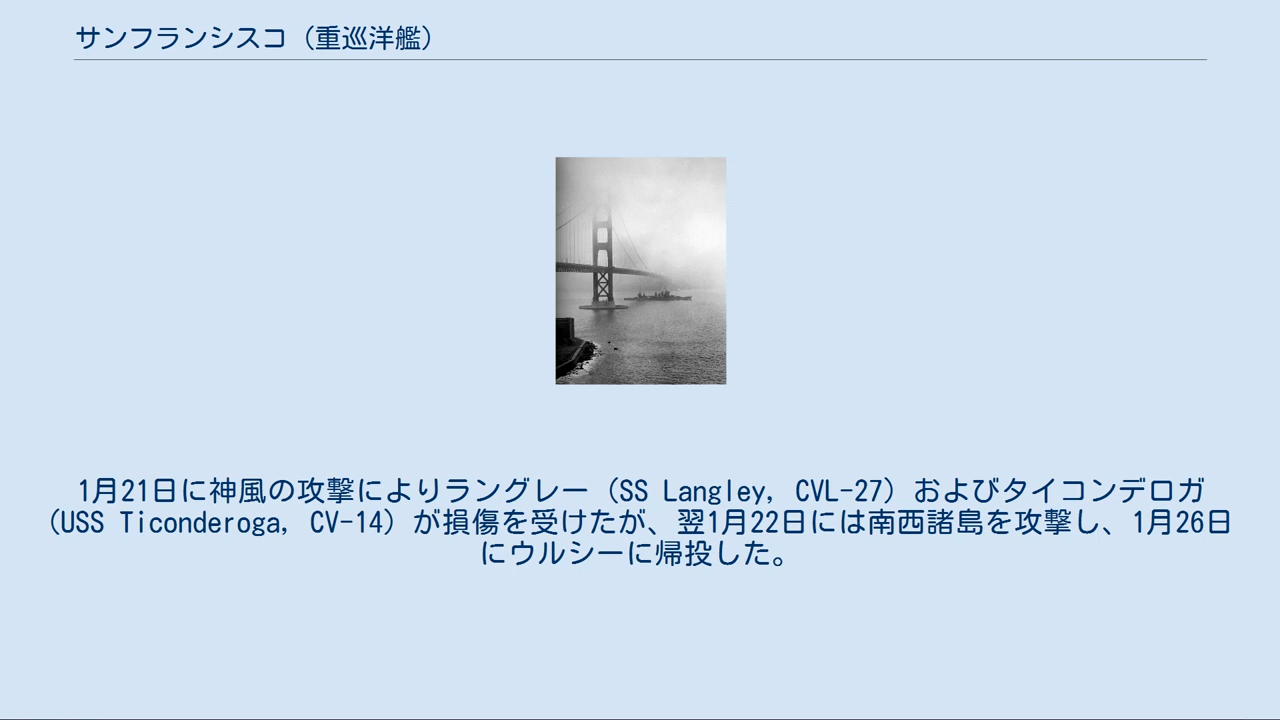 サンフランシスコ（重巡洋艦）
1月21日に神風の攻撃によりラングレー（SS Langley, CVL-27）およびタイコンデロガ
（USS Ticonderoga, CV-14）が損傷を受けたが、翌1月22日には南西諸島を攻撃し、1月26日
にウルシーに帰投した。